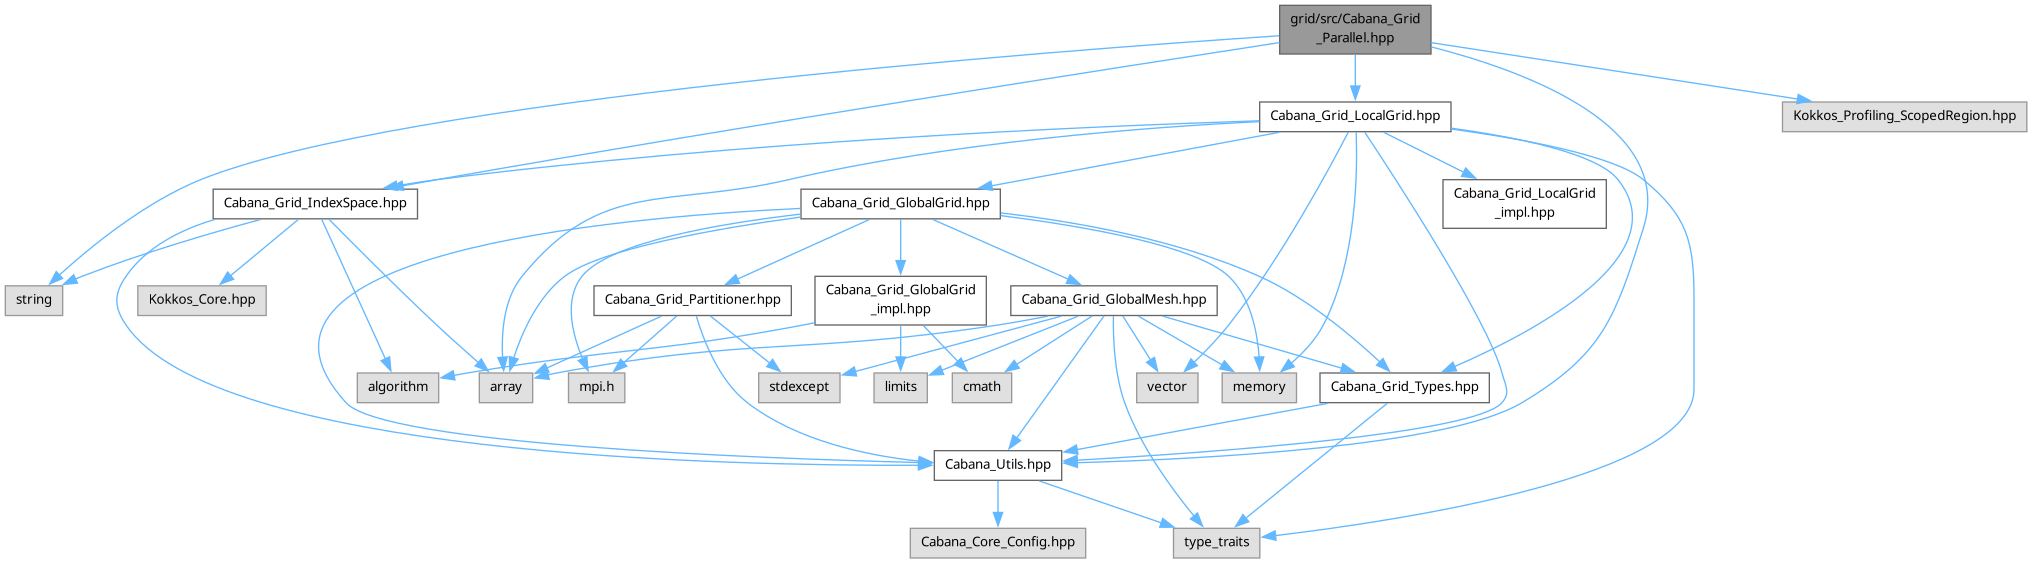 grid/src/Cabana_Grid
_Parallel.hpp
Cabana_Grid_LocalGrid.hpp
Kokkos_Profiling_ScopedRegion.hpp
Cabana_Grid_IndexSpace.hpp
Cabana_Grid_GlobalGrid.hpp
Cabana_Grid_LocalGrid
_impl.hpp
string
Kokkos_Core.hpp
Cabana_Grid_Partitioner.hpp
Cabana_Grid_GlobalGrid
_impl.hpp
Cabana_Grid_GlobalMesh.hpp
algorithm
array
mpi.h
stdexcept
limits
cmath
vector
memory
Cabana_Grid_Types.hpp
Cabana_Utils.hpp
Cabana_Core_Config.hpp
type_traits